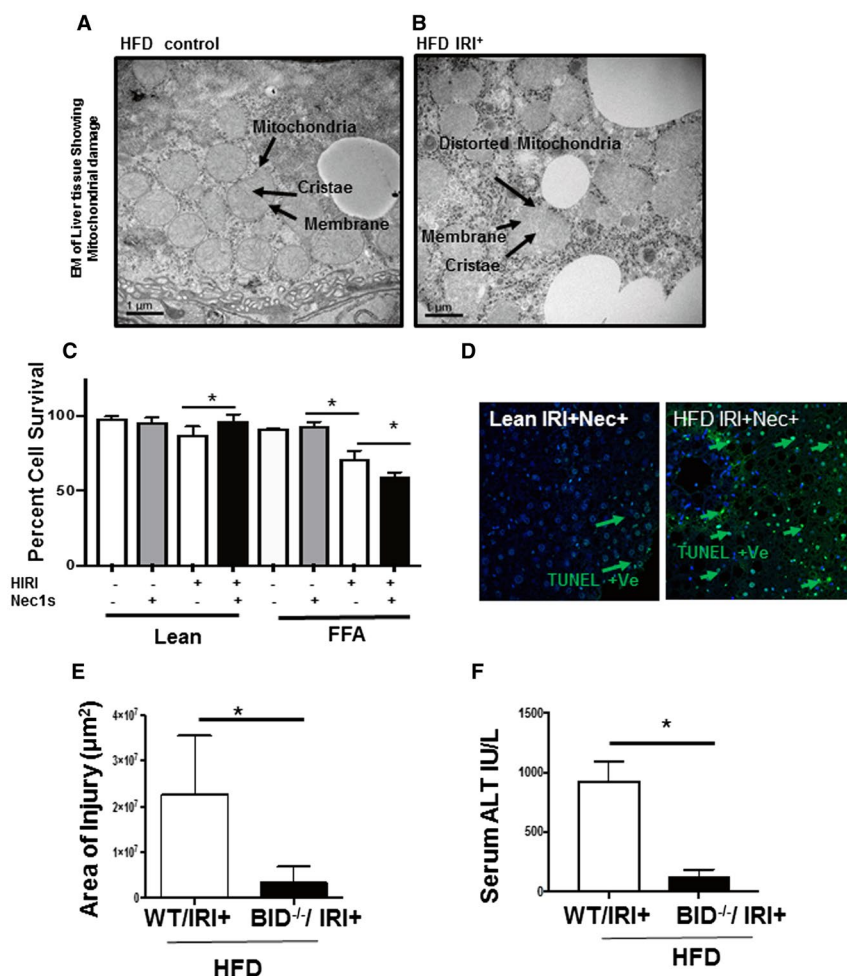 A
HFD control
B
HFD IRI+
EM of Liver tissue Showing
Mitochondrial damage
Mitochondria
Cristae
Membrane
1 µm
Distorted Mitochondria
Membrane
Cristae
1 µm
C
Percent Cell Survival
100
50
0
* * *
HIRI - - + + - - + +
Nec1s - + - + - + - +
Lean FFA
D
Lean IRI+Nec+
TUNEL +Ve
HFD IRI+Nec+
TUNEL +Ve
E
Area of Injury (µm²)
4×10⁷
3×10⁷
2×10⁷
1×10⁷
0
*
WT/IRI+ BID-/-/ IRI+
HFD
F
Serum ALT IU/L
1500
1000
500
0
*
WT/IRI+ BID-/-/ IRI+
HFD